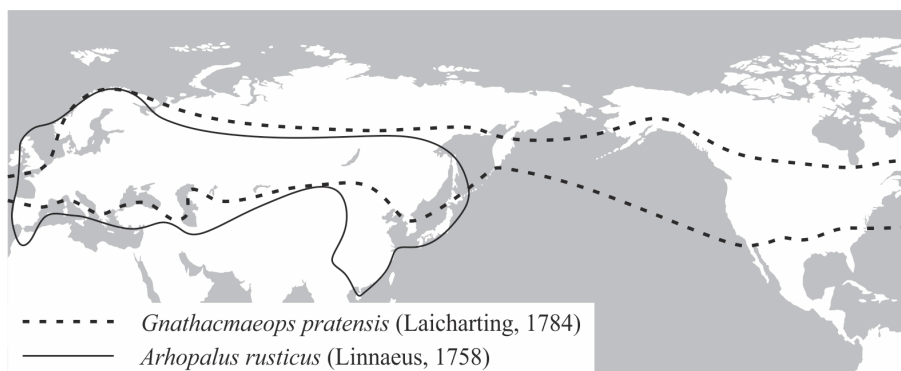 Gnathacmaeops pratensis (Laicharting, 1784)
Arhopalus rusticus (Linnaeus, 1758)